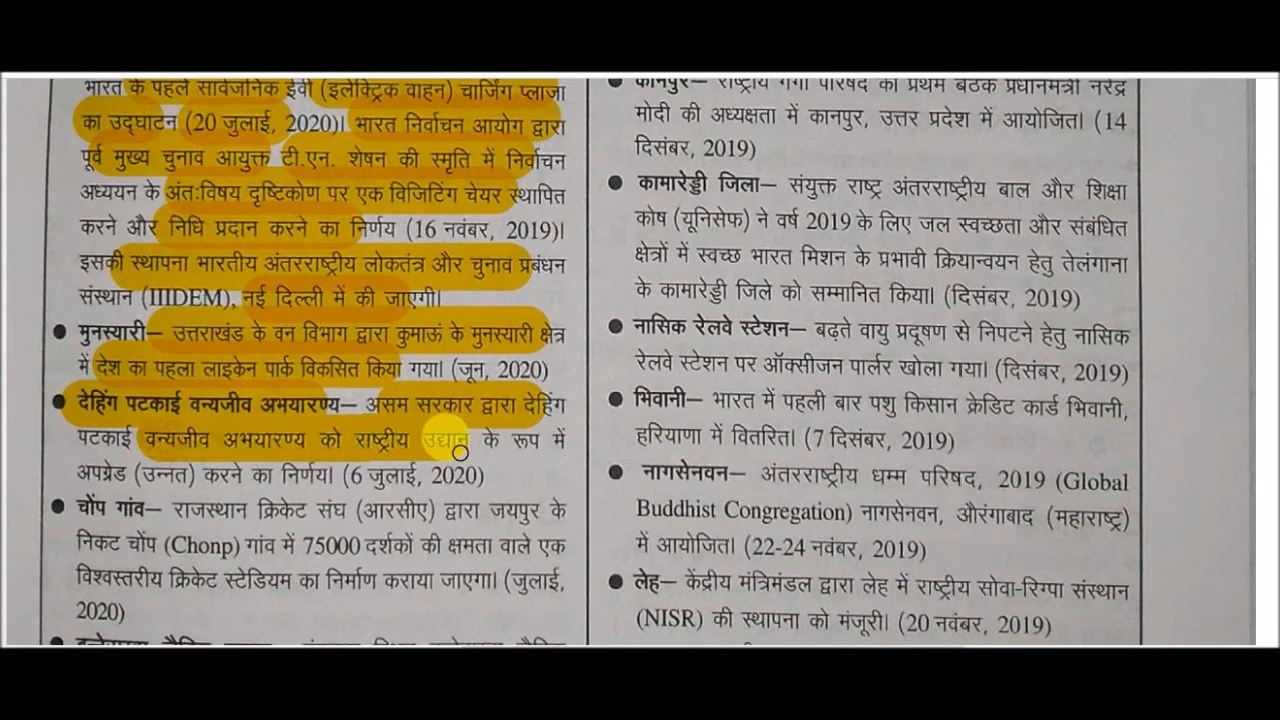 भारत के पहले सार्वजनिक ईवी (इलेक्ट्रिक वाहन) चार्जिंग प्लाजा
का उद्घाटन (20 जुलाई, 2020)। भारत निर्वाचन आयोग द्वारा
पूर्व मुख्य चुनाव आयुक्त टी.एन. शेषन की स्मृति में निर्वाचन
अध्ययन के अंत:विषय दृष्टिकोण पर एक विजिटिंग चेयर स्थापित
करने और निधि प्रदान करने का निर्णय (16 नवंबर, 2019)।
इसकी स्थापना भारतीय अंतरराष्ट्रीय लोकतंत्र और चुनाव प्रबंधन
संस्थान (IIIDEM), नई दिल्ली में की जाएगी।
● मुनस्यारी– उत्तराखंड के वन विभाग द्वारा कुमाऊं के मुनस्यारी क्षेत्र
में देश का पहला लाइकेन पार्क विकसित किया गया। (जून, 2020)
● देहिंग पटकाई वन्यजीव अभयारण्य– असम सरकार द्वारा देहिंग
पटकाई वन्यजीव अभयारण्य को राष्ट्रीय उद्यान के रूप में
अपग्रेड (उन्नत) करने का निर्णय। (6 जुलाई, 2020)
● चोंप गांव– राजस्थान क्रिकेट संघ (आरसीए) द्वारा जयपुर के
निकट चोंप (Chonp) गांव में 75000 दर्शकों की क्षमता वाले एक
विश्वस्तरीय क्रिकेट स्टेडियम का निर्माण कराया जाएगा। (जुलाई,
2020)
● कानपुर– राष्ट्रीय गंगा परिषद की प्रथम बैठक प्रधानमंत्री नरेंद्र
मोदी की अध्यक्षता में कानपुर, उत्तर प्रदेश में आयोजित। (14
दिसंबर, 2019)
● कामारेड्डी जिला– संयुक्त राष्ट्र अंतरराष्ट्रीय बाल और शिक्षा
कोष (यूनिसेफ) ने वर्ष 2019 के लिए जल स्वच्छता और संबंधित
क्षेत्रों में स्वच्छ भारत मिशन के प्रभावी क्रियान्वयन हेतु तेलंगाना
के कामारेड्डी जिले को सम्मानित किया। (दिसंबर, 2019)
● नासिक रेलवे स्टेशन– बढ़ते वायु प्रदूषण से निपटने हेतु नासिक
रेलवे स्टेशन पर ऑक्सीजन पार्लर खोला गया। (दिसंबर, 2019)
● भिवानी– भारत में पहली बार पशु किसान क्रेडिट कार्ड भिवानी,
हरियाणा में वितरित। (7 दिसंबर, 2019)
● नागसेनवन– अंतरराष्ट्रीय धम्म परिषद, 2019 (Global
Buddhist Congregation) नागसेनवन, औरंगाबाद (महाराष्ट्र)
में आयोजित। (22-24 नवंबर, 2019)
● लेह– केंद्रीय मंत्रिमंडल द्वारा लेह में राष्ट्रीय सोवा-रिग्पा संस्थान
(NISR) की स्थापना को मंजूरी। (20 नवंबर, 2019)